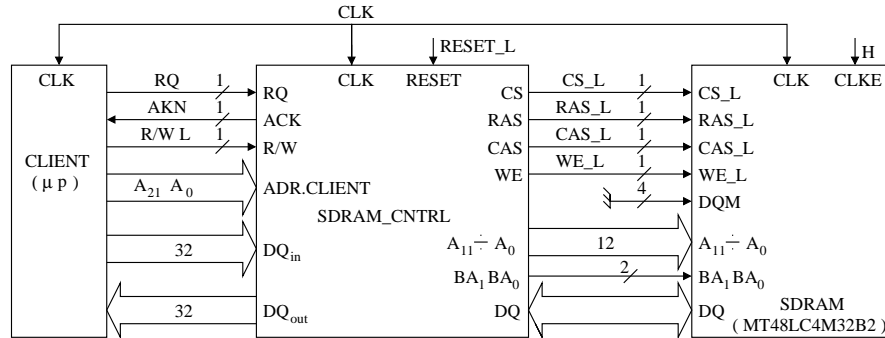 CLK
RESET_L
H
CLK
RQ
1
RQ
CLK
RESET
CS
CS_L
1
CS_L
CLK
CLKE
AKN
1
ACK
RAS
RAS_L
1
RAS_L
R/W L
1
R/W
CAS
CAS_L
1
CAS_L
CLIENT
( μ p )
WE
WE_L
1
WE_L
A21 A0
ADR.CLIENT
4
DQM
SDRAM_CNTRL
32
DQin
A11 ÷ A0
12
A11 ÷ A0
BA1 BA0
2
BA1 BA0
32
DQout
DQ
DQ
SDRAM
( MT48LC4M32B2 )